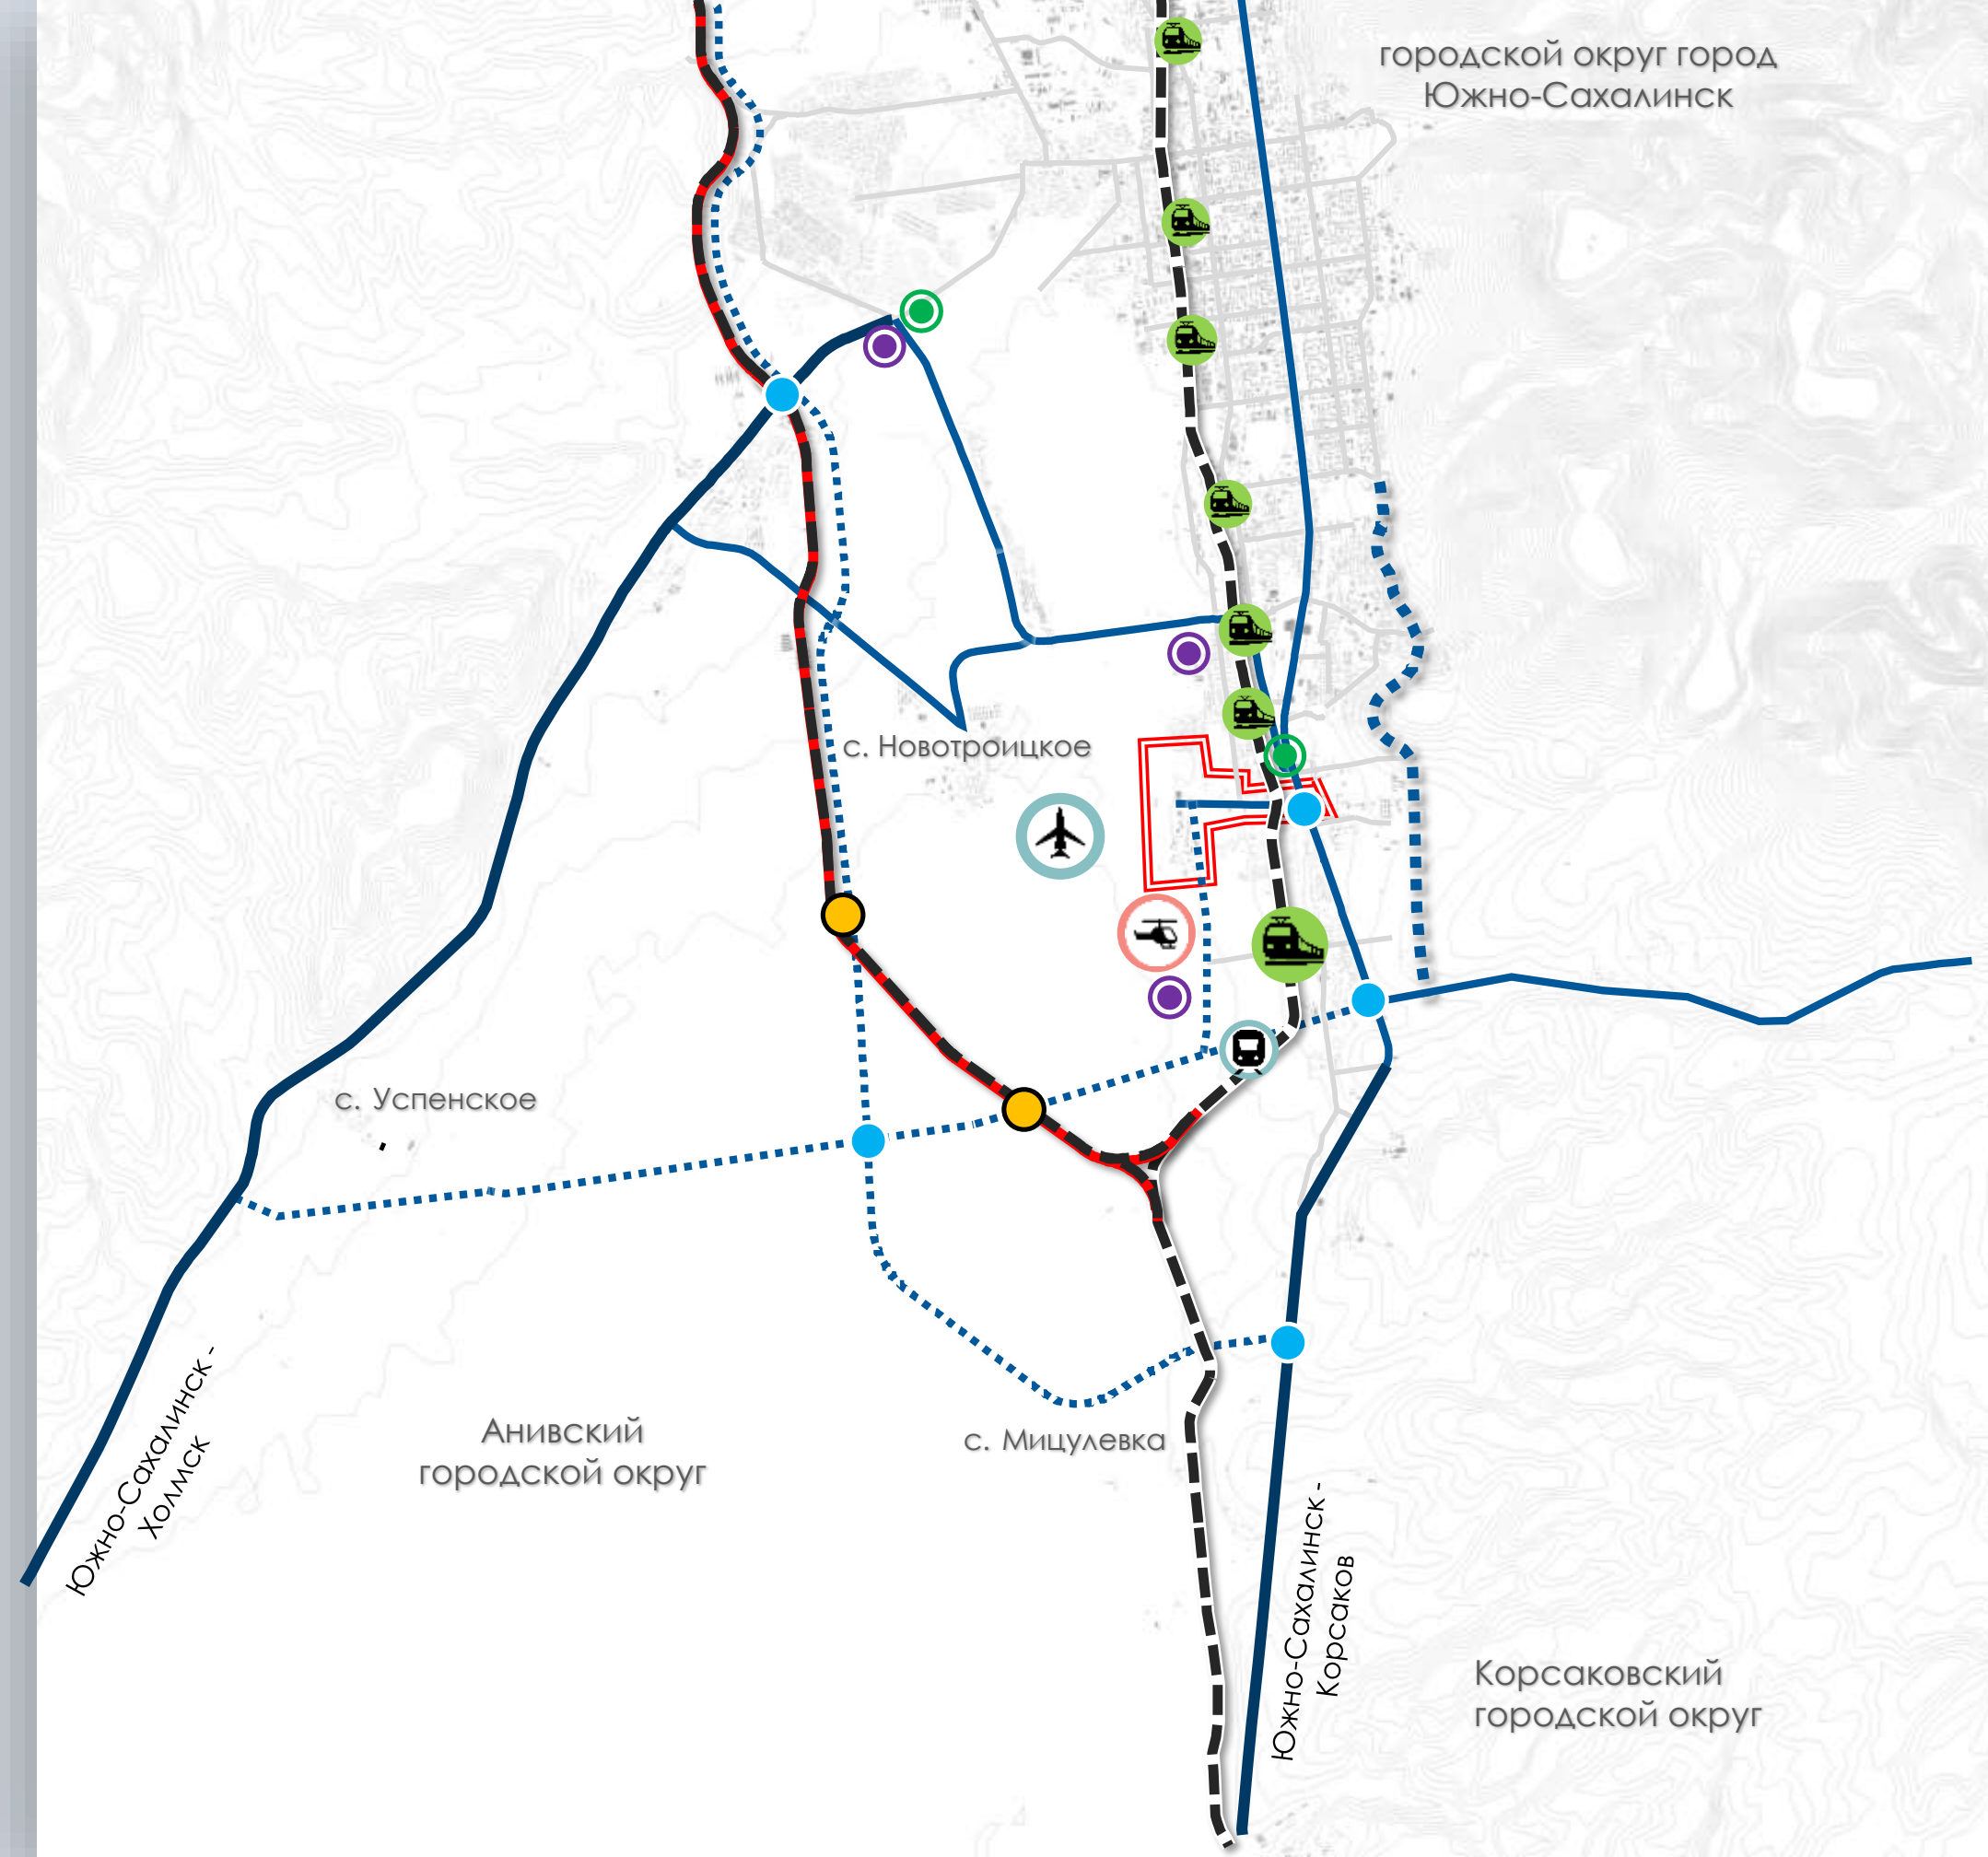 городской округ город
Южно-Сахалинск
с. Новотроицкое
с. Успенское
Южно-Сахалинск -
Холмск
Анивский
городской округ
с. Мицулевка
Южно-Сахалинск -
Корсаков
Корсаковский
городской округ